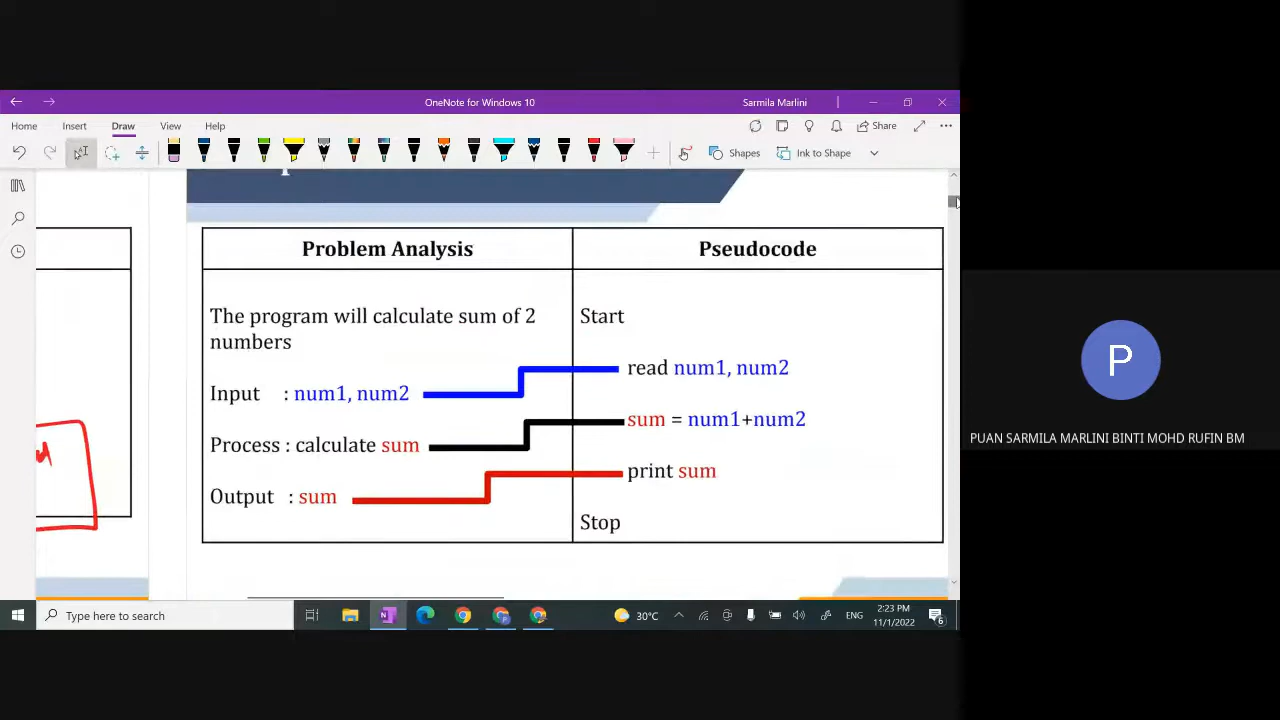 OneNote for Windows 10
Sarmila Marlini
Home Insert Draw View Help
Share
Shapes
Ink to Shape
Problem Analysis
Pseudocode
The program will calculate sum of 2
numbers
Input : num1, num2
Process : calculate sum
Output : sum
Start
read num1, num2
sum = num1+num2
print sum
Stop
P
PUAN SARMILA MARLINI BINTI MOHD RUFIN BM
Type here to search
30°C
ENG
2:23 PM
11/1/2022
6